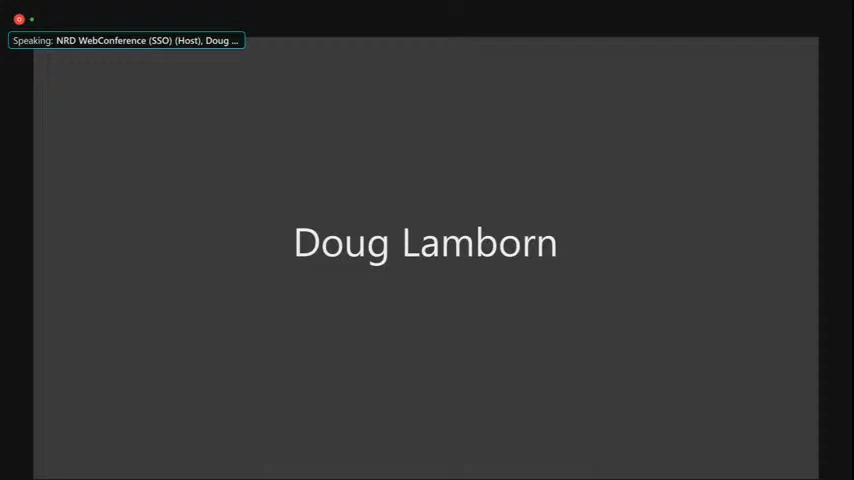 Speaking: NRD WebConference (SSO) (Host), Doug ...
Doug Lamborn